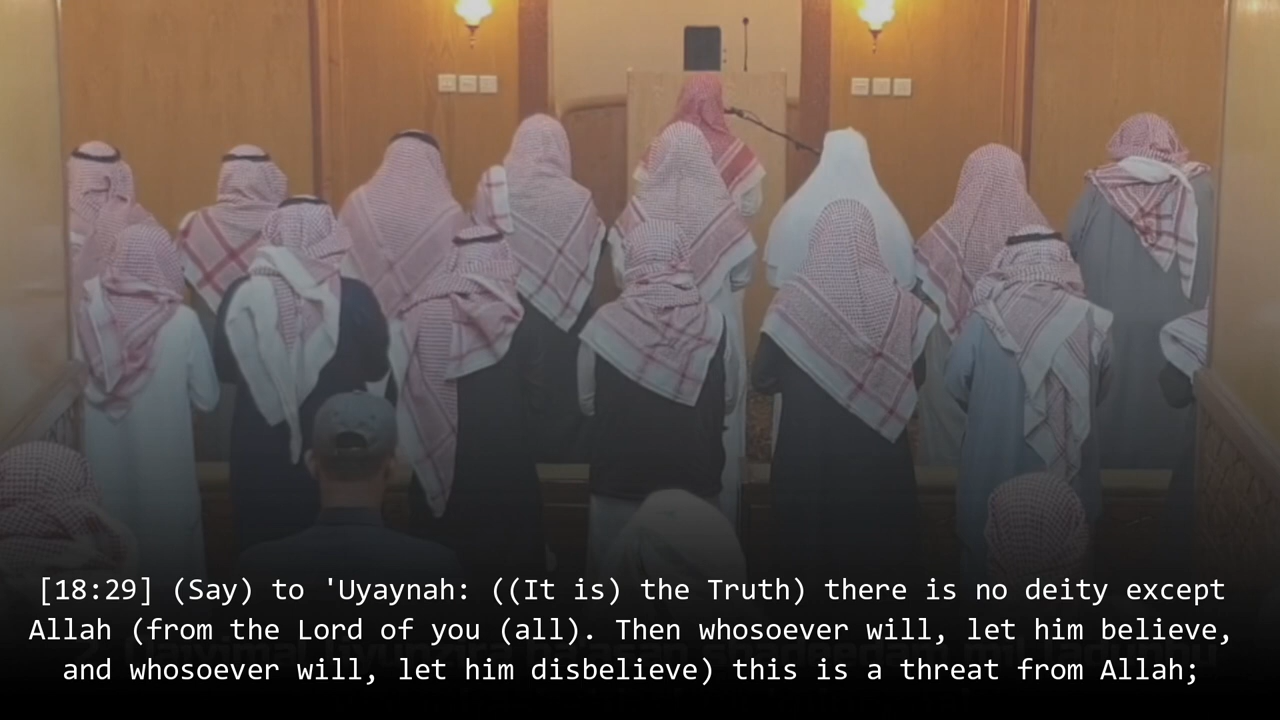 [18:29] (Say) to 'Uyaynah: ((It is) the Truth) there is no deity except
Allah (from the Lord of you (all). Then whosoever will, let him believe,
and whosoever will, let him disbelieve) this is a threat from Allah;